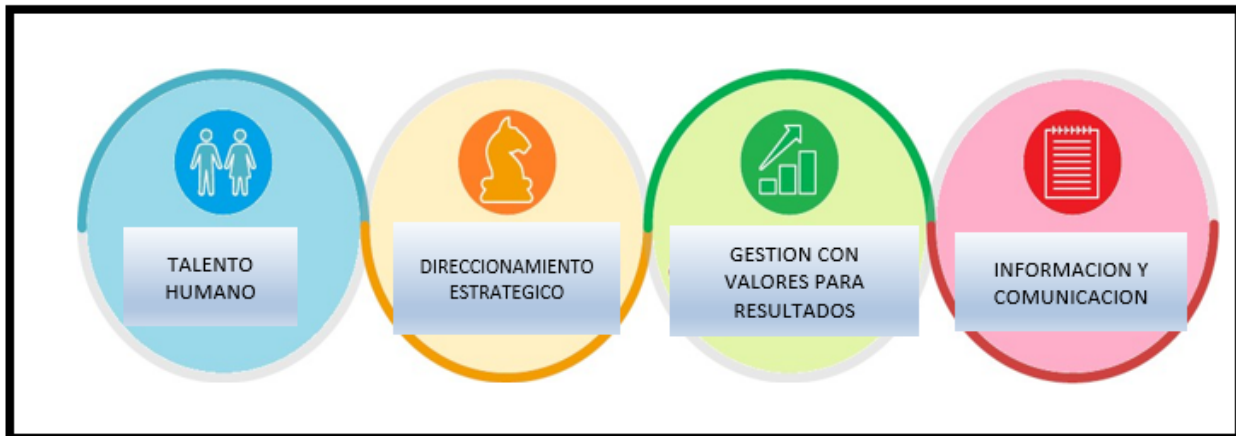 TALENTO
HUMANO
DIRECCIONAMIENTO
ESTRATEGICO
GESTION CON
VALORES PARA
RESULTADOS
INFORMACION Y
COMUNICACION